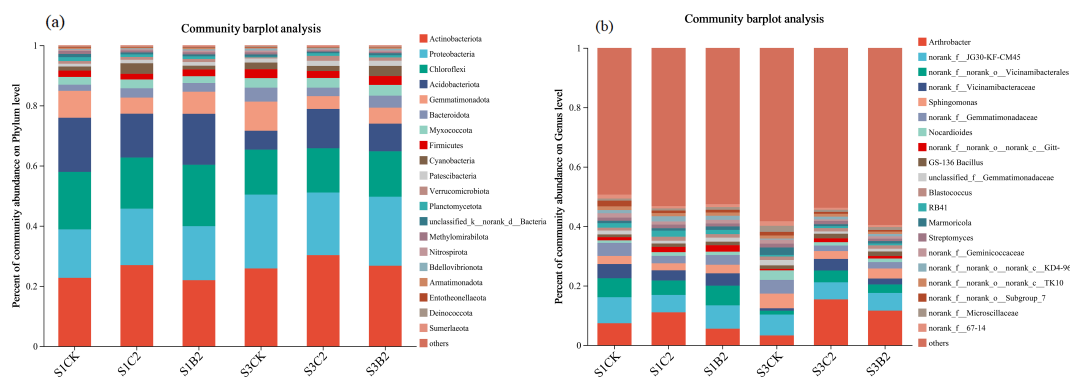 (a)
Community barplot analysis
Percent of community abundance on Phylum level
1
0.8
0.6
0.4
0.2
0
S1CK
S1C2
S1B2
S3CK
S3C2
S3B2
Actinobacteriota
Proteobacteria
Chloroflexi
Acidobacteriota
Gemmatimonadota
Bacteroidota
Myxococcota
Firmicutes
Cyanobacteria
Patescibacteria
Verrucomicrobiota
Planctomycetota
unclassified_k__norank_d__Bacteria
Methylomirabilota
Nitrospirota
Bdellovibrionota
Armatimonadota
Entotheonellaeota
Deinococcota
Sumerlaeota
others
(b)
Community barplot analysis
Percent of community abundance on Genus level
1
0.8
0.6
0.4
0.2
0
S1CK
S1C2
S1B2
S3CK
S3C2
S3B2
Arthrobacter
norank_f__JG30-KF-CM45
norank_f__norank_o__Vicinamibacterales
norank_f__Vicinamibacteraceae
Sphingomonas
norank_f__Gemmatimonadaceae
Nocardioides
norank_f__norank_o__norank_c__Gitt-
GS-136 Bacillus
unclassified_f__Gemmatimonadaceae
Blastococcus
RB41
Marmoricola
Streptomyces
norank_f__Geminicoccaceae
norank_f__norank_o__norank_c__KD4-96
norank_f__norank_o__norank_c__TK10
norank_f__norank_o__Subgroup_7
norank_f__Microscillaceae
norank_f__67-14
others